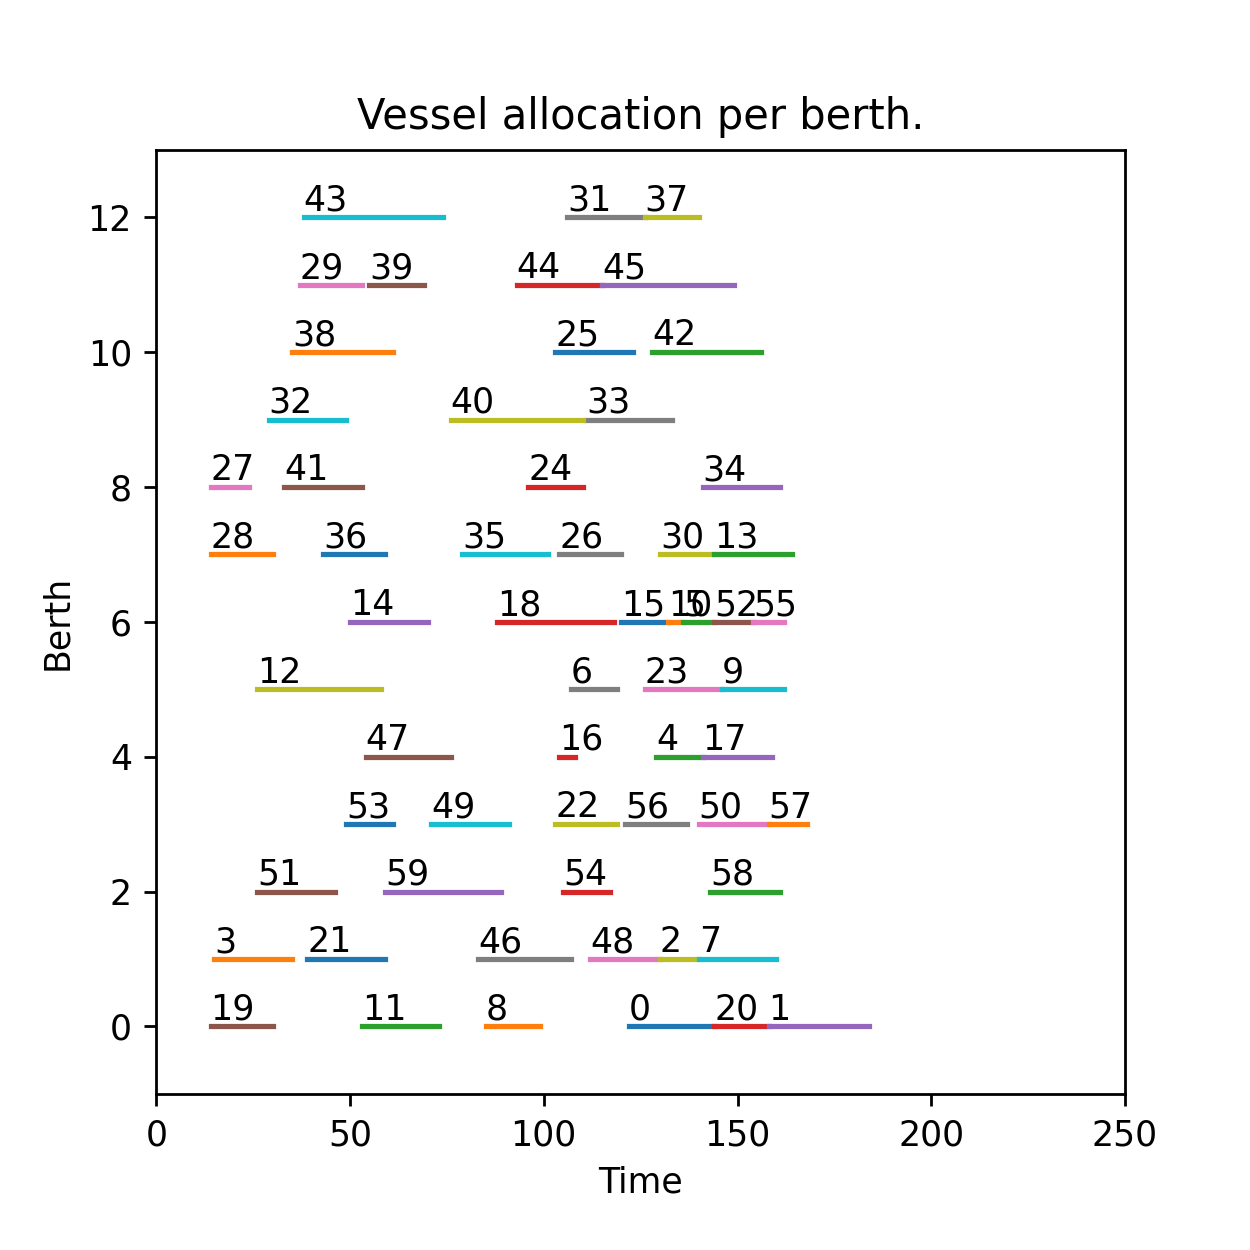 Vessel allocation per berth.
12 43 31 37
29 39 44 45
10 38 25 42
32 40 33
8 27 41 24 34
28 36 35 26 30 13
6 14 18 15 10 5 52 55
12 6 23 9
4 47 16 4 17
53 49 22 56 50 57
2 51 59 54 58
3 21 46 48 2 7
0 19 11 8 0 20 1
Berth
0 50 100 150 200 250
Time